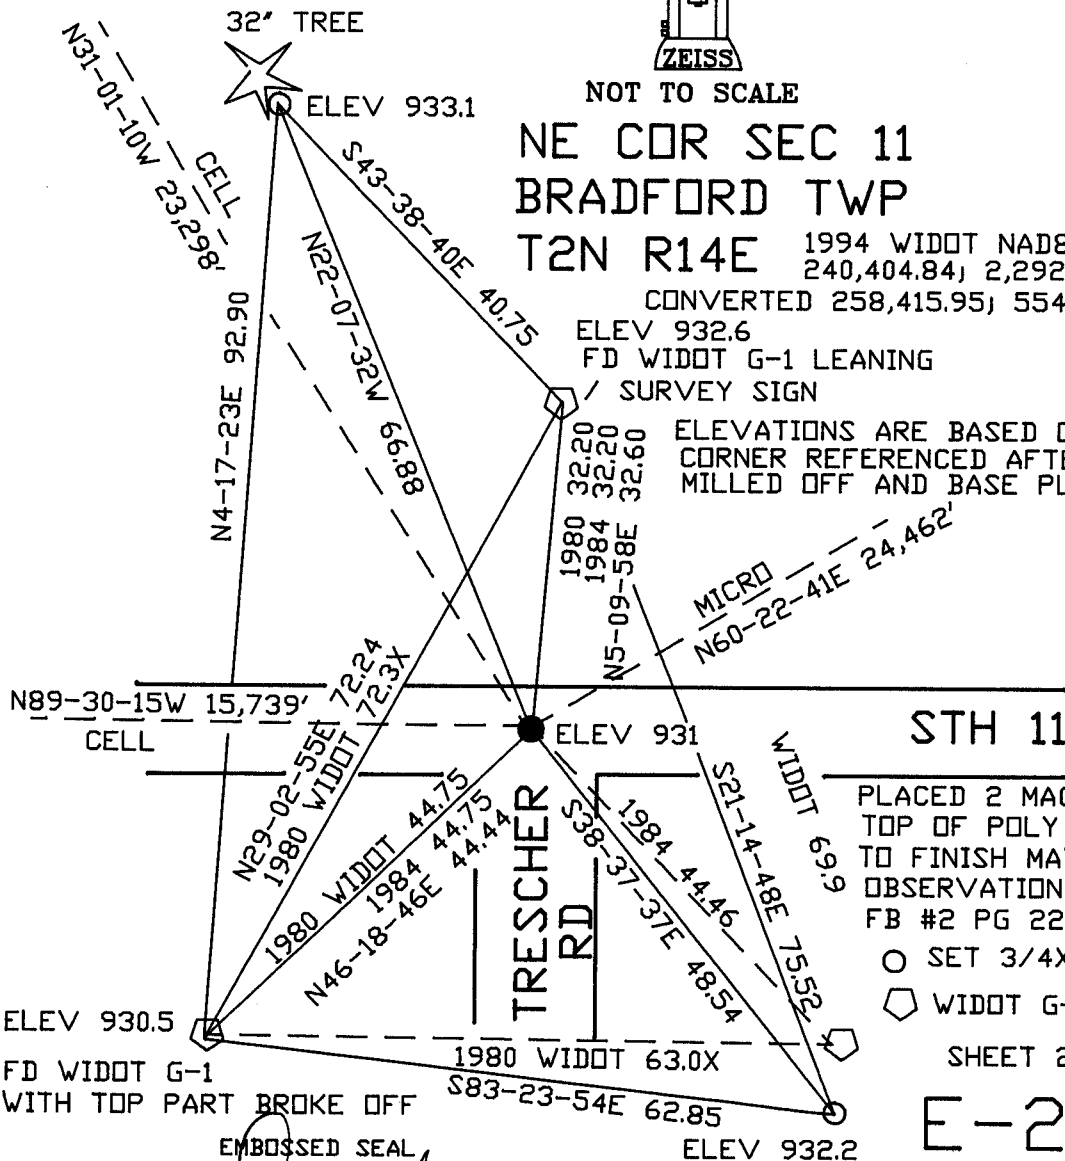 32" TREE
ZEISS
NOT TO SCALE
ELEV 933.1
NE COR SEC 11
BRADFORD TWP
T2N R14E
1994 WIDOT NAD8
240,404.84; 2,292
CONVERTED 258,415.95; 554
N31-01-10W 23,298'
CELL
S43-38-40E 40.75
N22-07-32W 66.88
N4-17-23E 92.90
ELEV 932.6
FD WIDOT G-1 LEANING
SURVEY SIGN
ELEVATIONS ARE BASED O
CORNER REFERENCED AFTE
MILLED OFF AND BASE PL
1980 32.20
1984 32.20
N5-09-58E 32.60
MICRO
N60-22-41E 24,462'
N89-30-15W 15,739'
CELL
N29-02-55E 72.24
1980 WIDOT 72.3X
ELEV 931
STH 11
1980 WIDOT 44.75
1984 44.75
N46-18-46E 44.44
TRESCHER
RD
1984 44.46
S38-37-37E 48.54
S21-14-48E 75.52
WIDOT 69.9
PLACED 2 MAG
TOP OF POLY
TO FINISH MA
OBSERVATION
FB #2 PG 22
SET 3/4X
WIDOT G-
ELEV 930.5
FD WIDOT G-1
WITH TOP PART BROKE OFF
1980 WIDOT 63.0X
S83-23-54E 62.85
SHEET 2
E-2
EMBOSSED SEAL
ELEV 932.2